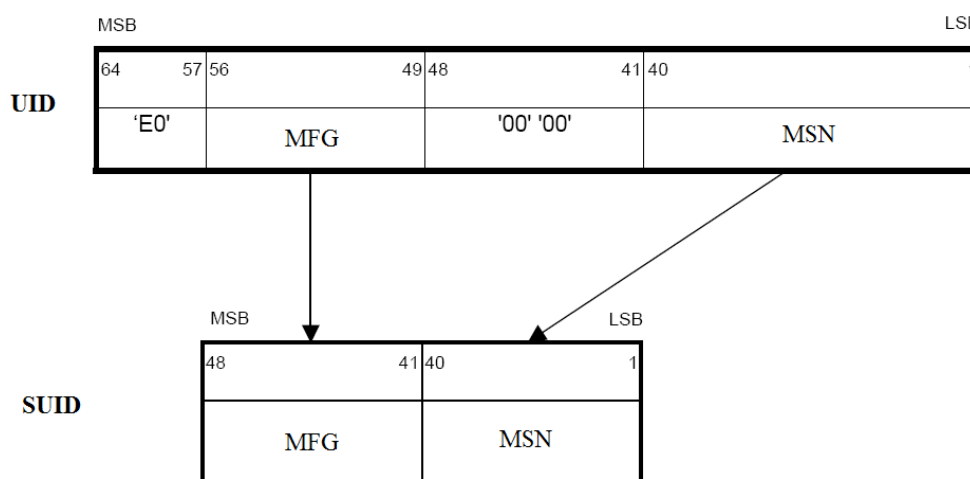 MSB LSB
64 57 56 49 48 41 40
UID
‘E0' MFG '00' '00' MSN
MSB LSB
48 41 40 1
SUID
MFG MSN